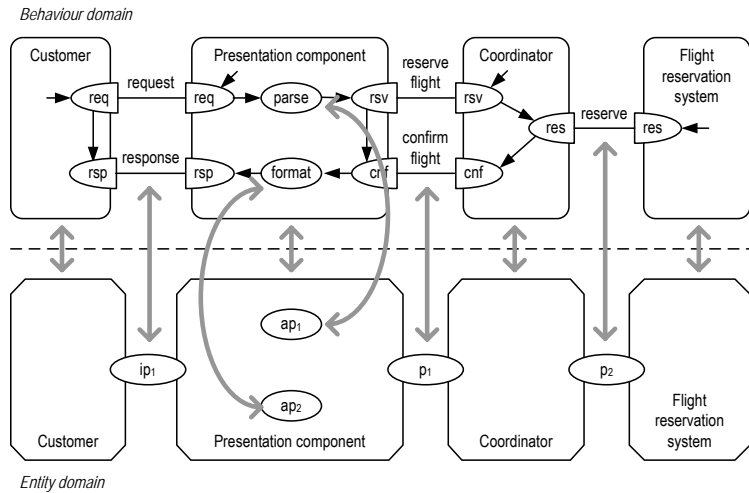 Behaviour domain
Customer
Presentation component
Coordinator
Flight
reservation
system
request
reserve
flight
reserve
req
req
parse
rsv
rsv
res
res
response
confirm
flight
rsp
rsp
format
cnf
cnf
ap1
ip1
p1
p2
ap2
Customer
Presentation component
Coordinator
Flight
reservation
system
Entity domain